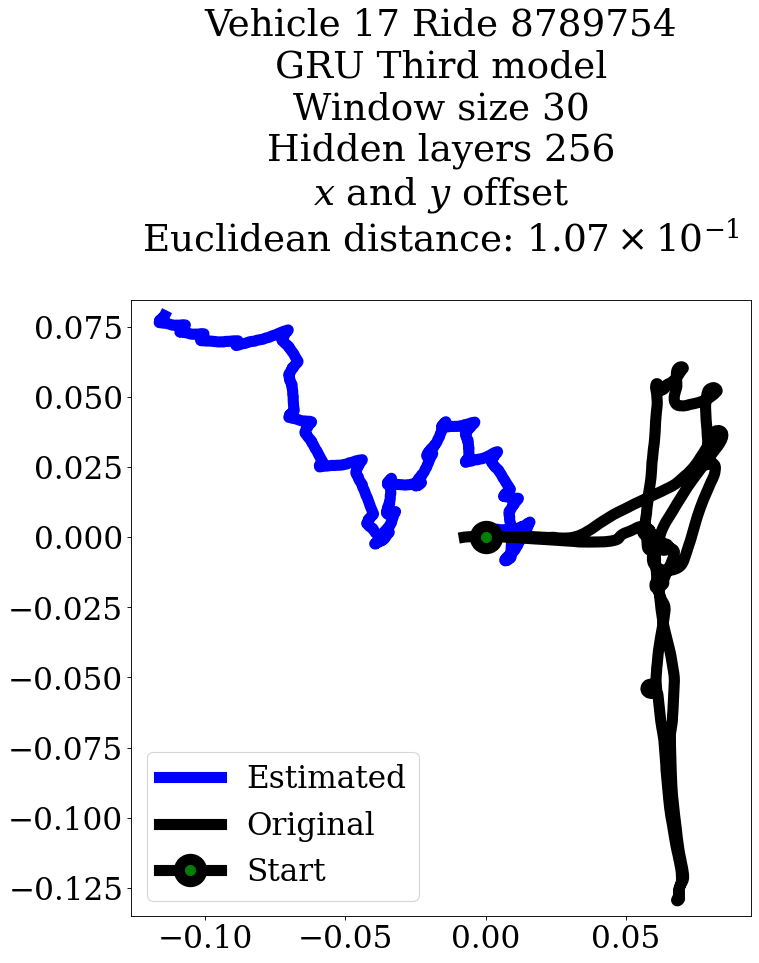 Vehicle 17 Ride 8789754
GRU Third model
Window size 30
Hidden layers 256
x and y offset
Euclidean distance: 1.07 × 10⁻¹
0.075
0.050
0.025
0.000
−0.025
−0.050
−0.075
−0.100
−0.125
Estimated
Original
Start
−0.10 −0.05 0.00 0.05